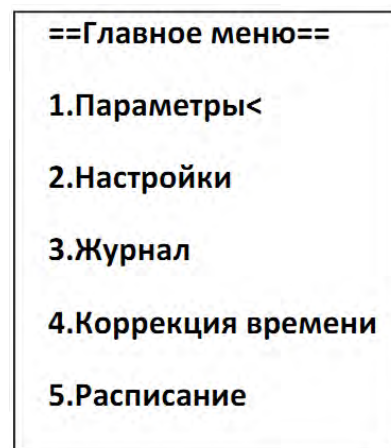 ==Главное меню==
1.Параметры<
2.Настройки
3.Журнал
4.Коррекция времени
5.Расписание